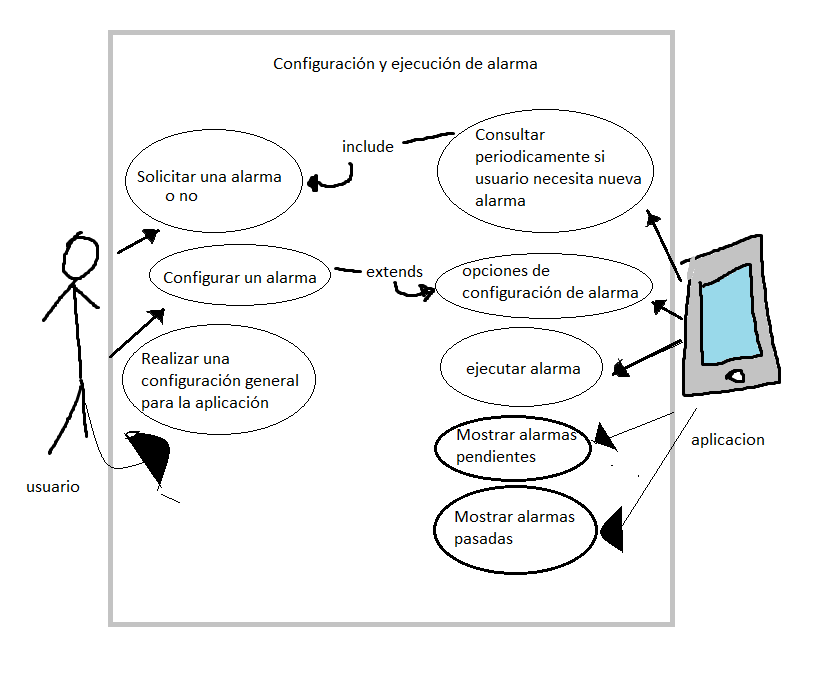 Configuración y ejecución de alarma
Solicitar una alarma
o no
include
Consultar
periodicamente si
usuario necesita nueva
alarma
Configurar un alarma
extends
opciones de
configuración de alarma
Realizar una
configuración general
para la aplicación
ejecutar alarma
Mostrar alarmas
pendientes
Mostrar alarmas
pasadas
usuario
aplicacion